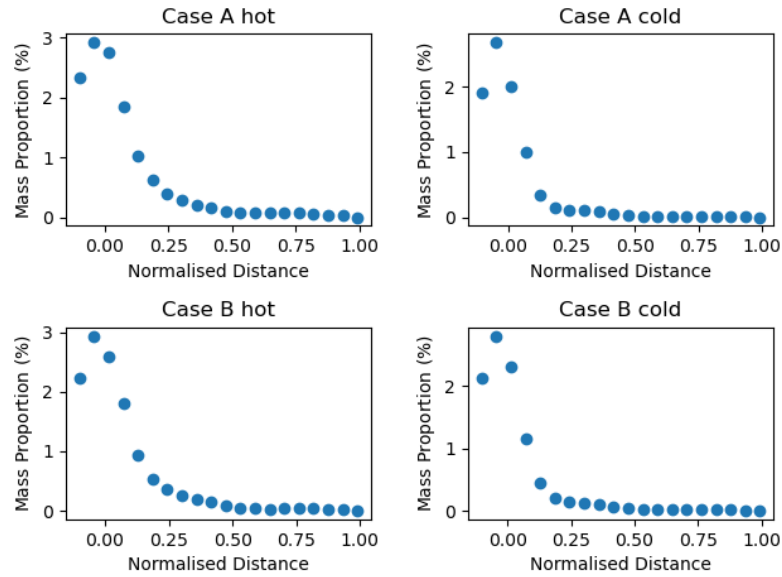 Case A hot
Mass Proportion (%)
3
2
1
0
0.00 0.25 0.50 0.75 1.00
Normalised Distance
Case A cold
Mass Proportion (%)
2
1
0
0.00 0.25 0.50 0.75 1.00
Normalised Distance
Case B hot
Mass Proportion (%)
3
2
1
0
0.00 0.25 0.50 0.75 1.00
Normalised Distance
Case B cold
Mass Proportion (%)
2
1
0
0.00 0.25 0.50 0.75 1.00
Normalised Distance